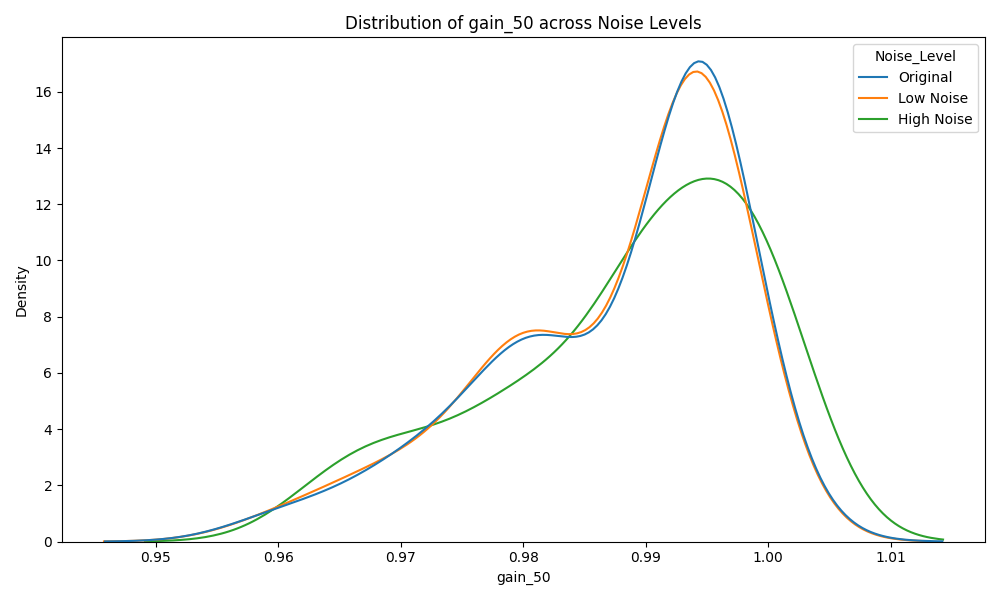 Distribution of gain_50 across Noise Levels
Noise_Level
Original
Low Noise
High Noise
Density
16
14
12
10
8
6
4
2
0
0.95 0.96 0.97 0.98 0.99 1.00 1.01
gain_50